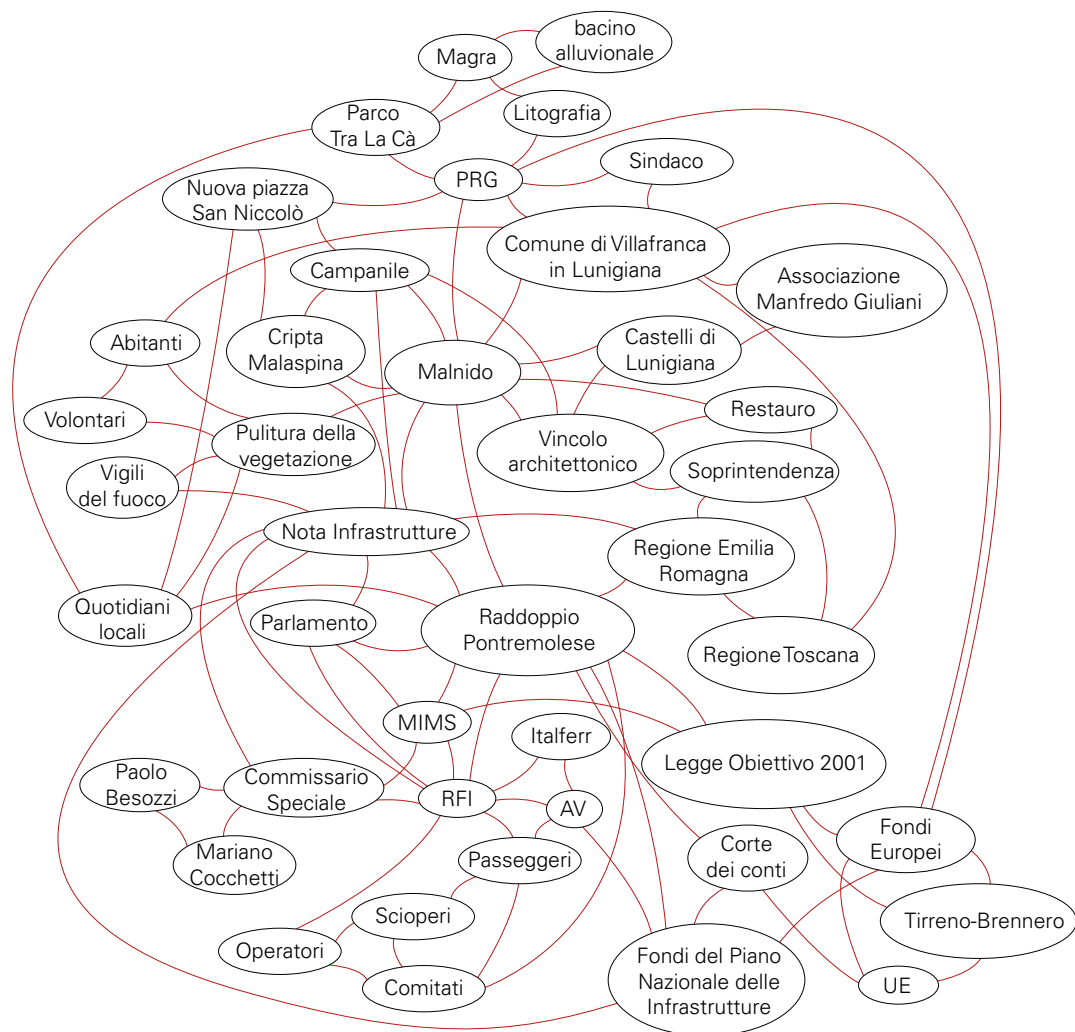 bacino
alluvionale
Magra
Parco
Tra La Cà
Litografia
Sindaco
PRG
Nuova piazza
San Niccolò
Comune di Villafranca
in Lunigiana
Associazione
Manfredo Giuliani
Campanile
Abitanti
Cripta
Malaspina
Castelli di
Lunigiana
Malnido
Volontari
Restauro
Pulitura della
vegetazione
Vincolo
architettonico
Vigili
del fuoco
Soprintendenza
Nota Infrastrutture
Regione Emilia
Romagna
Quotidiani
locali
Parlamento
Raddoppio
Pontremolese
Regione Toscana
MIMS
Italferr
Legge Obiettivo 2001
Paolo
Besozzi
Commissario
Speciale
RFI
AV
Fondi
Europei
Mariano
Cocchetti
Passeggeri
Corte
dei conti
Scioperi
Tirreno-Brennero
Operatori
Comitati
Fondi del Piano
Nazionale delle
Infrastrutture
UE